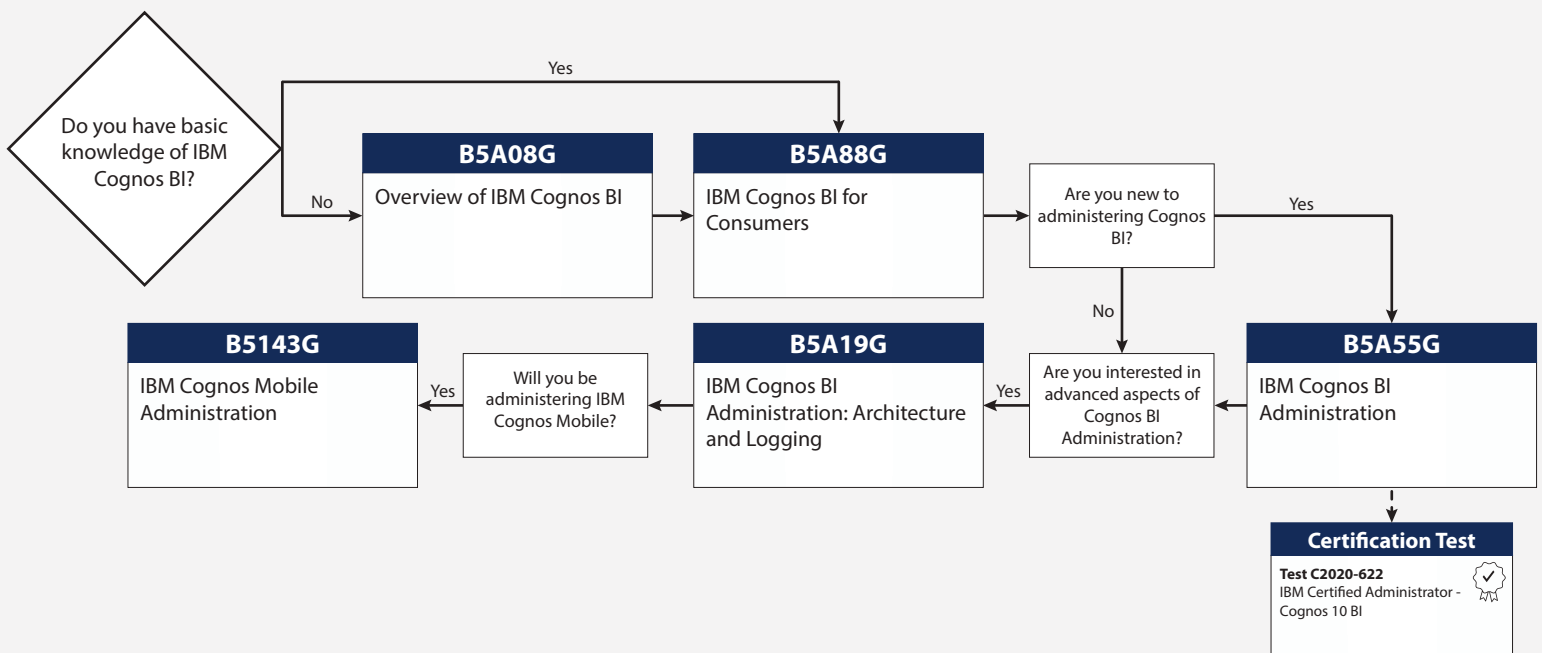 Do you have basic
knowledge of IBM
Cognos BI?
Yes
No
B5A08G
Overview of IBM Cognos BI
B5A88G
IBM Cognos BI for
Consumers
Are you new to
administering Cognos
BI?
Yes
No
B5143G
IBM Cognos Mobile
Administration
Yes
Will you be
administering IBM
Cognos Mobile?
B5A19G
IBM Cognos BI
Administration: Architecture
and Logging
Yes
Are you interested in
advanced aspects of
Cognos BI
Administration?
B5A55G
IBM Cognos BI
Administration
Certification Test
Test C2020-622
IBM Certified Administrator -
Cognos 10 BI